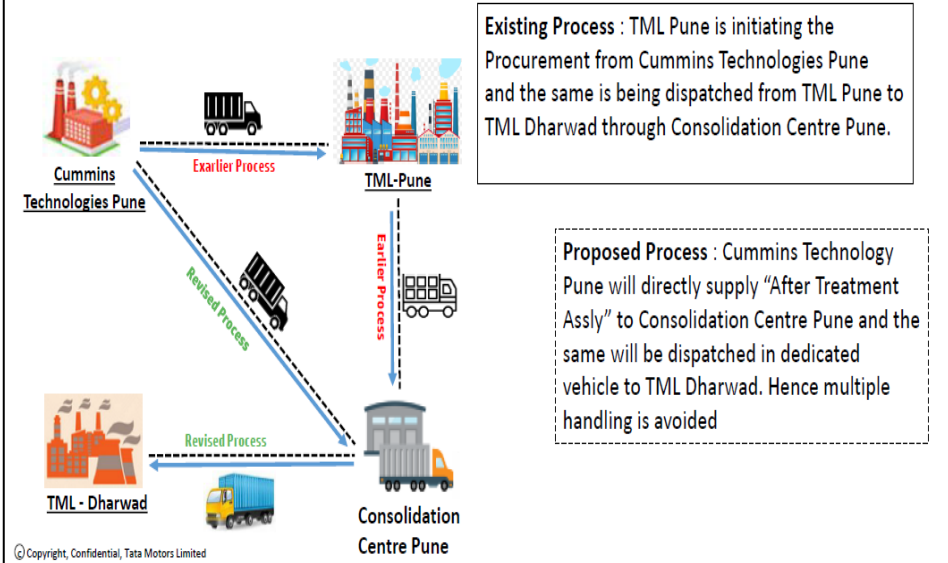 Existing Process : TML Pune is initiating the
Procurement from Cummins Technologies Pune
and the same is being dispatched from TML Pune to
TML Dharwad through Consolidation Centre Pune.
Cummins
Technologies Pune
Exarlier Process
TML-Pune
Earlier Process
Revised Process
Proposed Process : Cummins Technology
Pune will directly supply “After Treatment
Assly” to Consolidation Centre Pune and the
same will be dispatched in dedicated
vehicle to TML Dharwad. Hence multiple
handling is avoided
Revised Process
TML - Dharwad
Consolidation
Centre Pune
© Copyright, Confidential, Tata Motors Limited